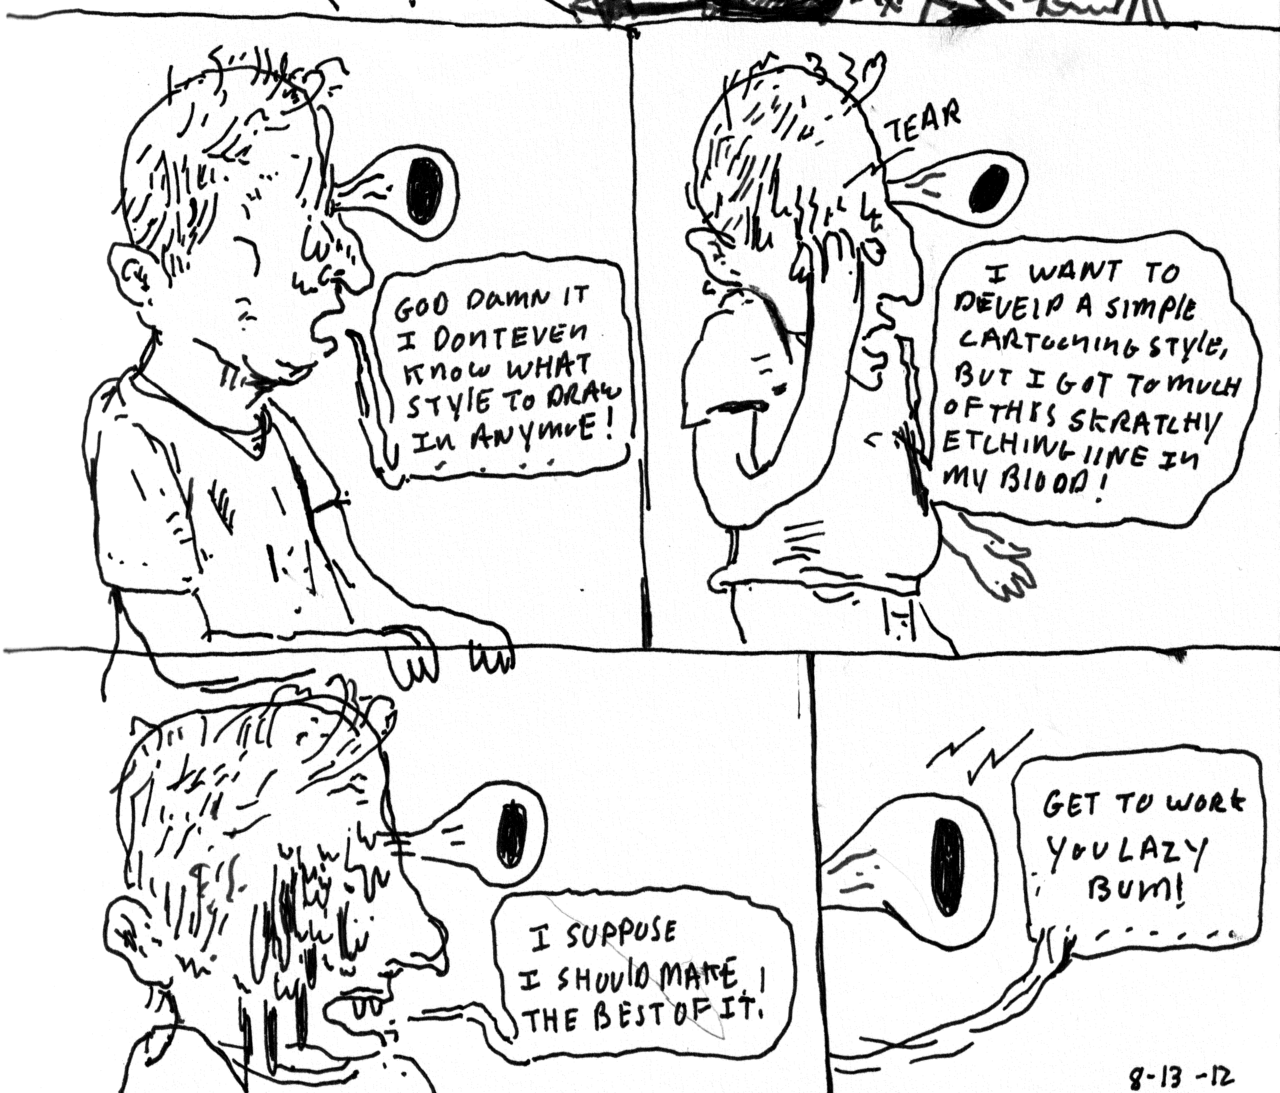 GOD DAMN IT
I DONT EVEN
KNOW WHAT
STYLE TO DRAW
IN ANYMORE!
TEAR
I WANT TO
DEVELP A SIMPLE
CARTOONING STYLE,
BUT I GOT TO MUCH
OF THIS SKRATCHY
ETCHING LINE IN
MY BLOOD!
I SUPPOSE
I SHOULD MAKE
THE BEST OF IT!
GET TO WORK
YOU LAZY
BUM!
8-13-12